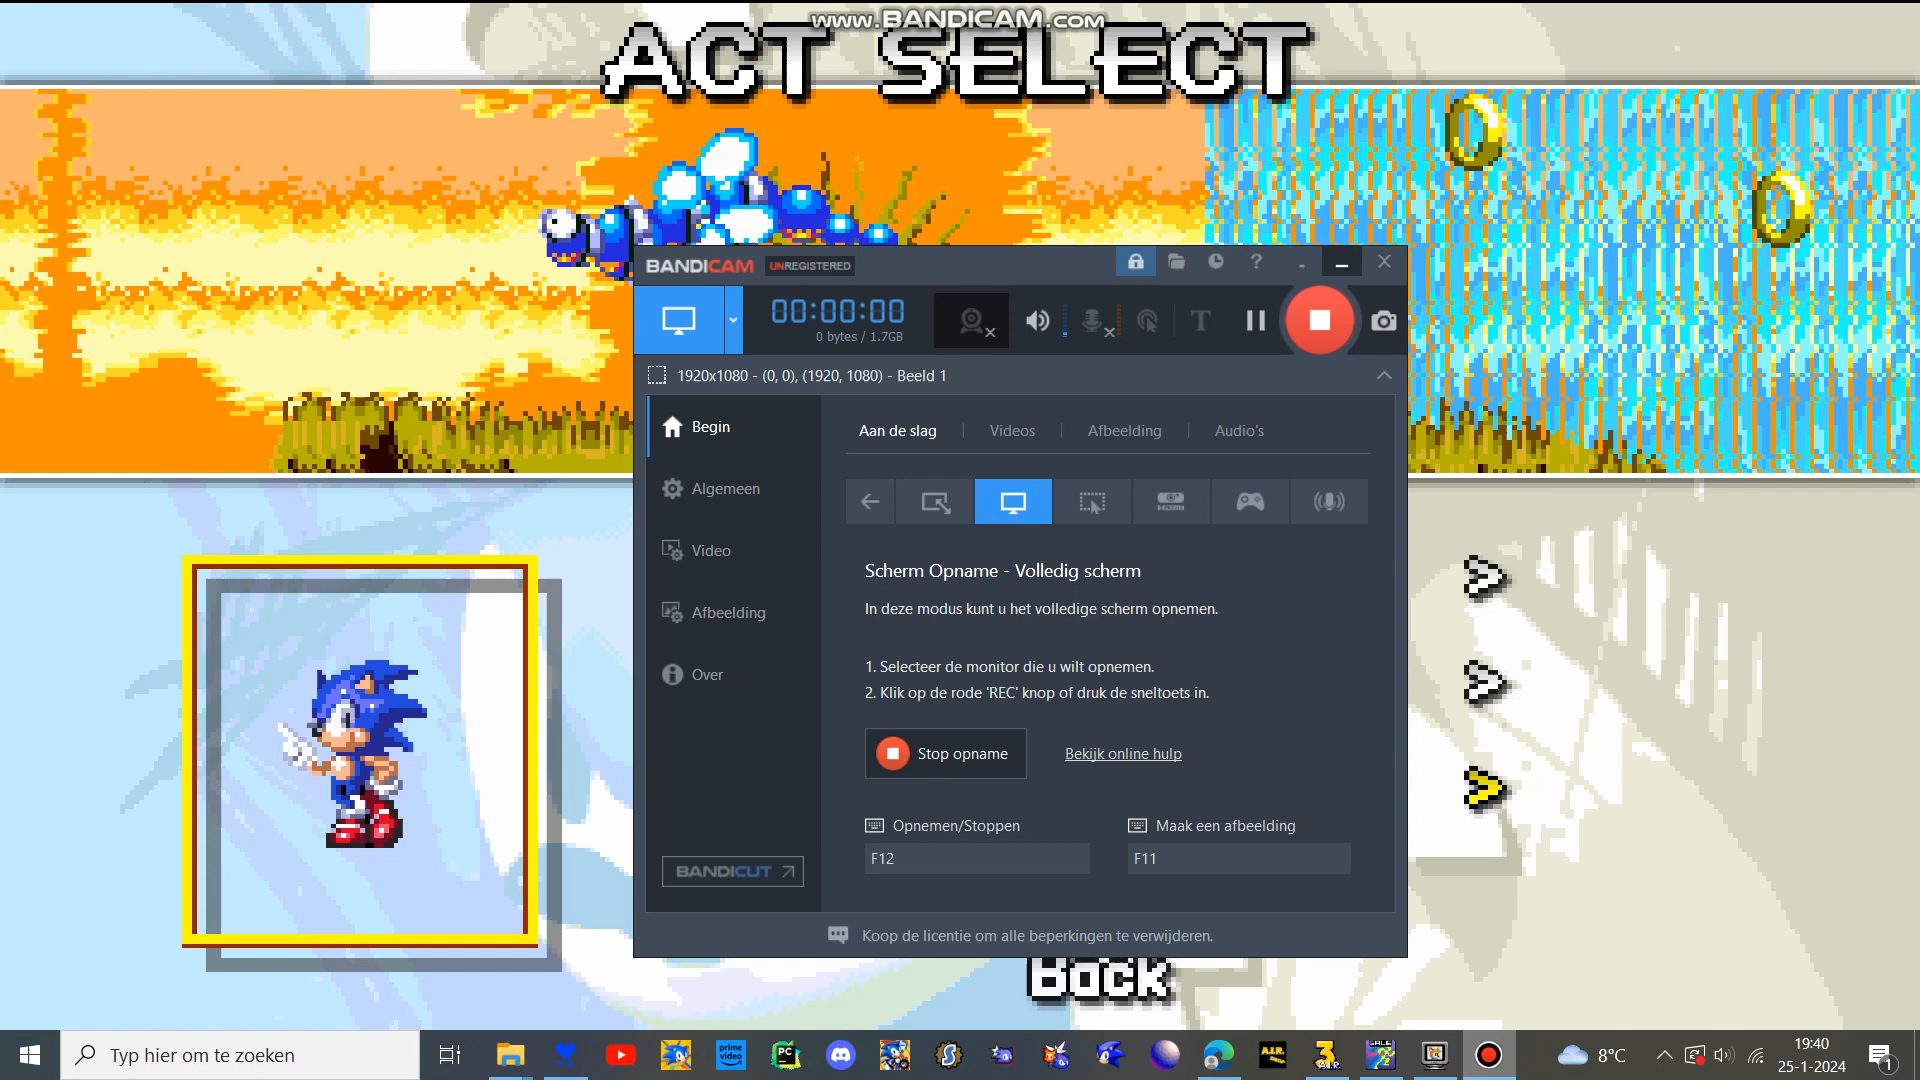 www.BANDICAM.com
ACT SELECT
BANDICAM UNREGISTERED
00:00:00
0 bytes / 1.7GB
1920x1080 - (0, 0), (1920, 1080) - Beeld 1
Begin
Aan de slag
Videos
Afbeelding
Audio's
Algemeen
HDMI
Video
Scherm Opname - Volledig scherm
In deze modus kunt u het volledige scherm opnemen.
Afbeelding
1. Selecteer de monitor die u wilt opnemen.
Over
2. Klik op de rode 'REC' knop of druk de sneltoets in.
Stop opname
Bekijk online hulp
Opnemen/Stoppen
Maak een afbeelding
F12
F11
BANDICUT
Koop de licentie om alle beperkingen te verwijderen.
Back
Typ hier om te zoeken
prime video
PC
A.I.R.
8°C
19:40
25-1-2024
1